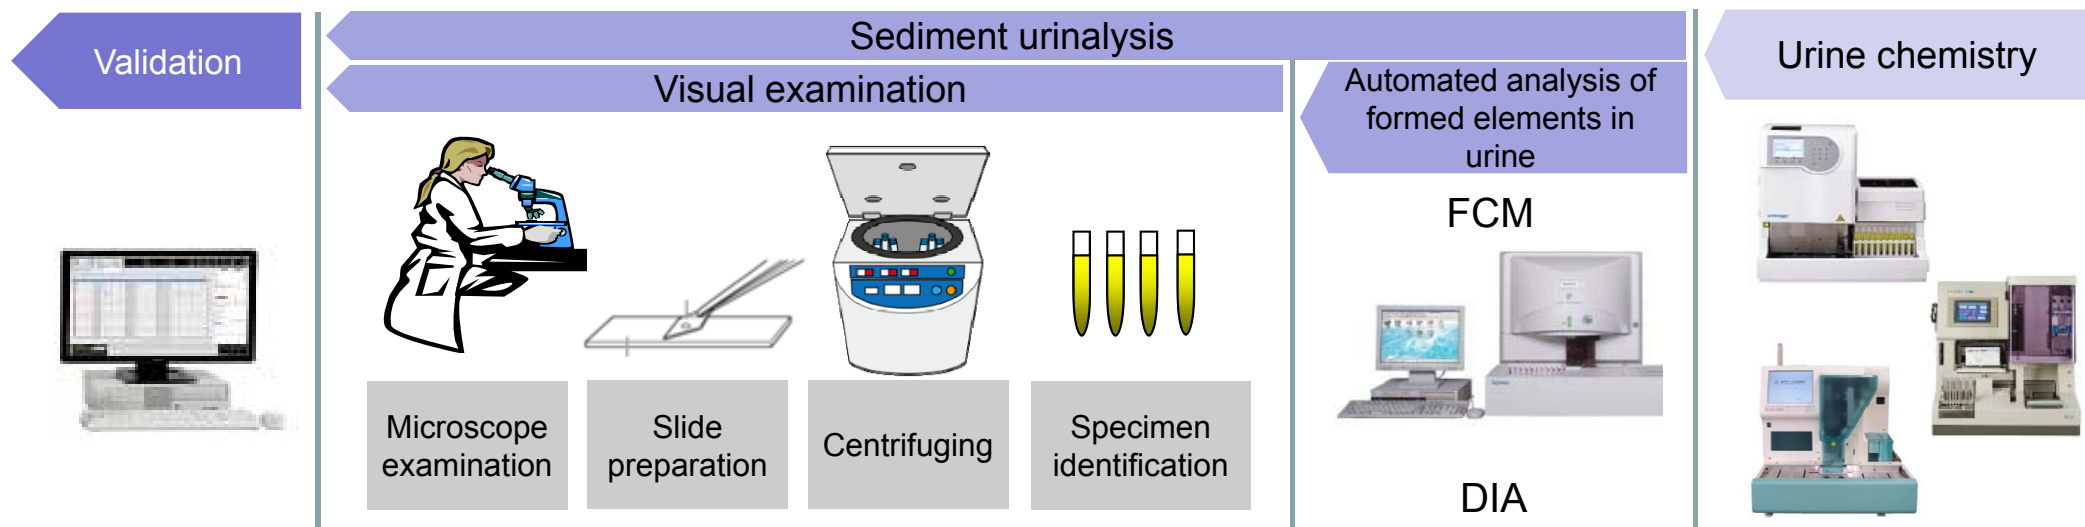 Validation
Sediment urinalysis
Visual examination
Automated analysis of
formed elements in
urine
Urine chemistry
FCM
DIA
Microscope
examination
Slide
preparation
Centrifuging
Specimen
identification